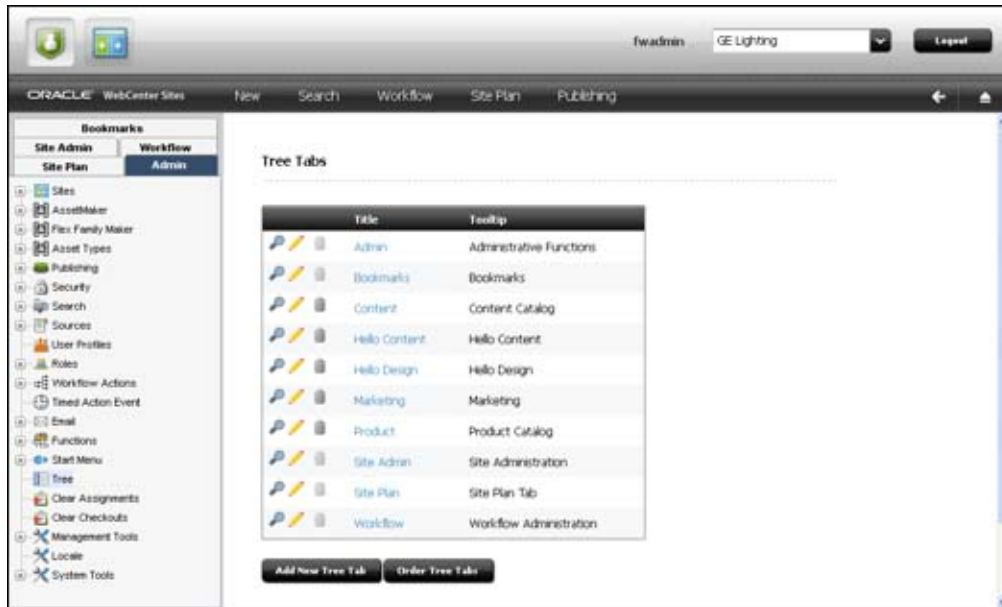 fwadmin GE Lighting Logout
ORACLE WebCenter Sites New Search Workflow Site Plan Publishing
Bookmarks
Site Admin Workflow
Site Plan Admin
Sites
AssetMaker
Flex Family Maker
Asset Types
Publishing
Security
Search
Sources
User Profiles
Roles
Workflow Actions
Timed Action Event
Email
Functions
Start Menu
Tree
Clear Assignments
Clear Checkouts
Management Tools
Locale
System Tools
Tree Tabs
Title Tooltip
Admin Administrative Functions
Bookmarks Bookmarks
Content Content Catalog
Hello Content Hello Content
Hello Design Hello Design
Marketing Marketing
Product Product Catalog
Site Admin Site Administration
Site Plan Site Plan Tab
Workflow Workflow Administration
Add New Tree Tab Order Tree Tabs